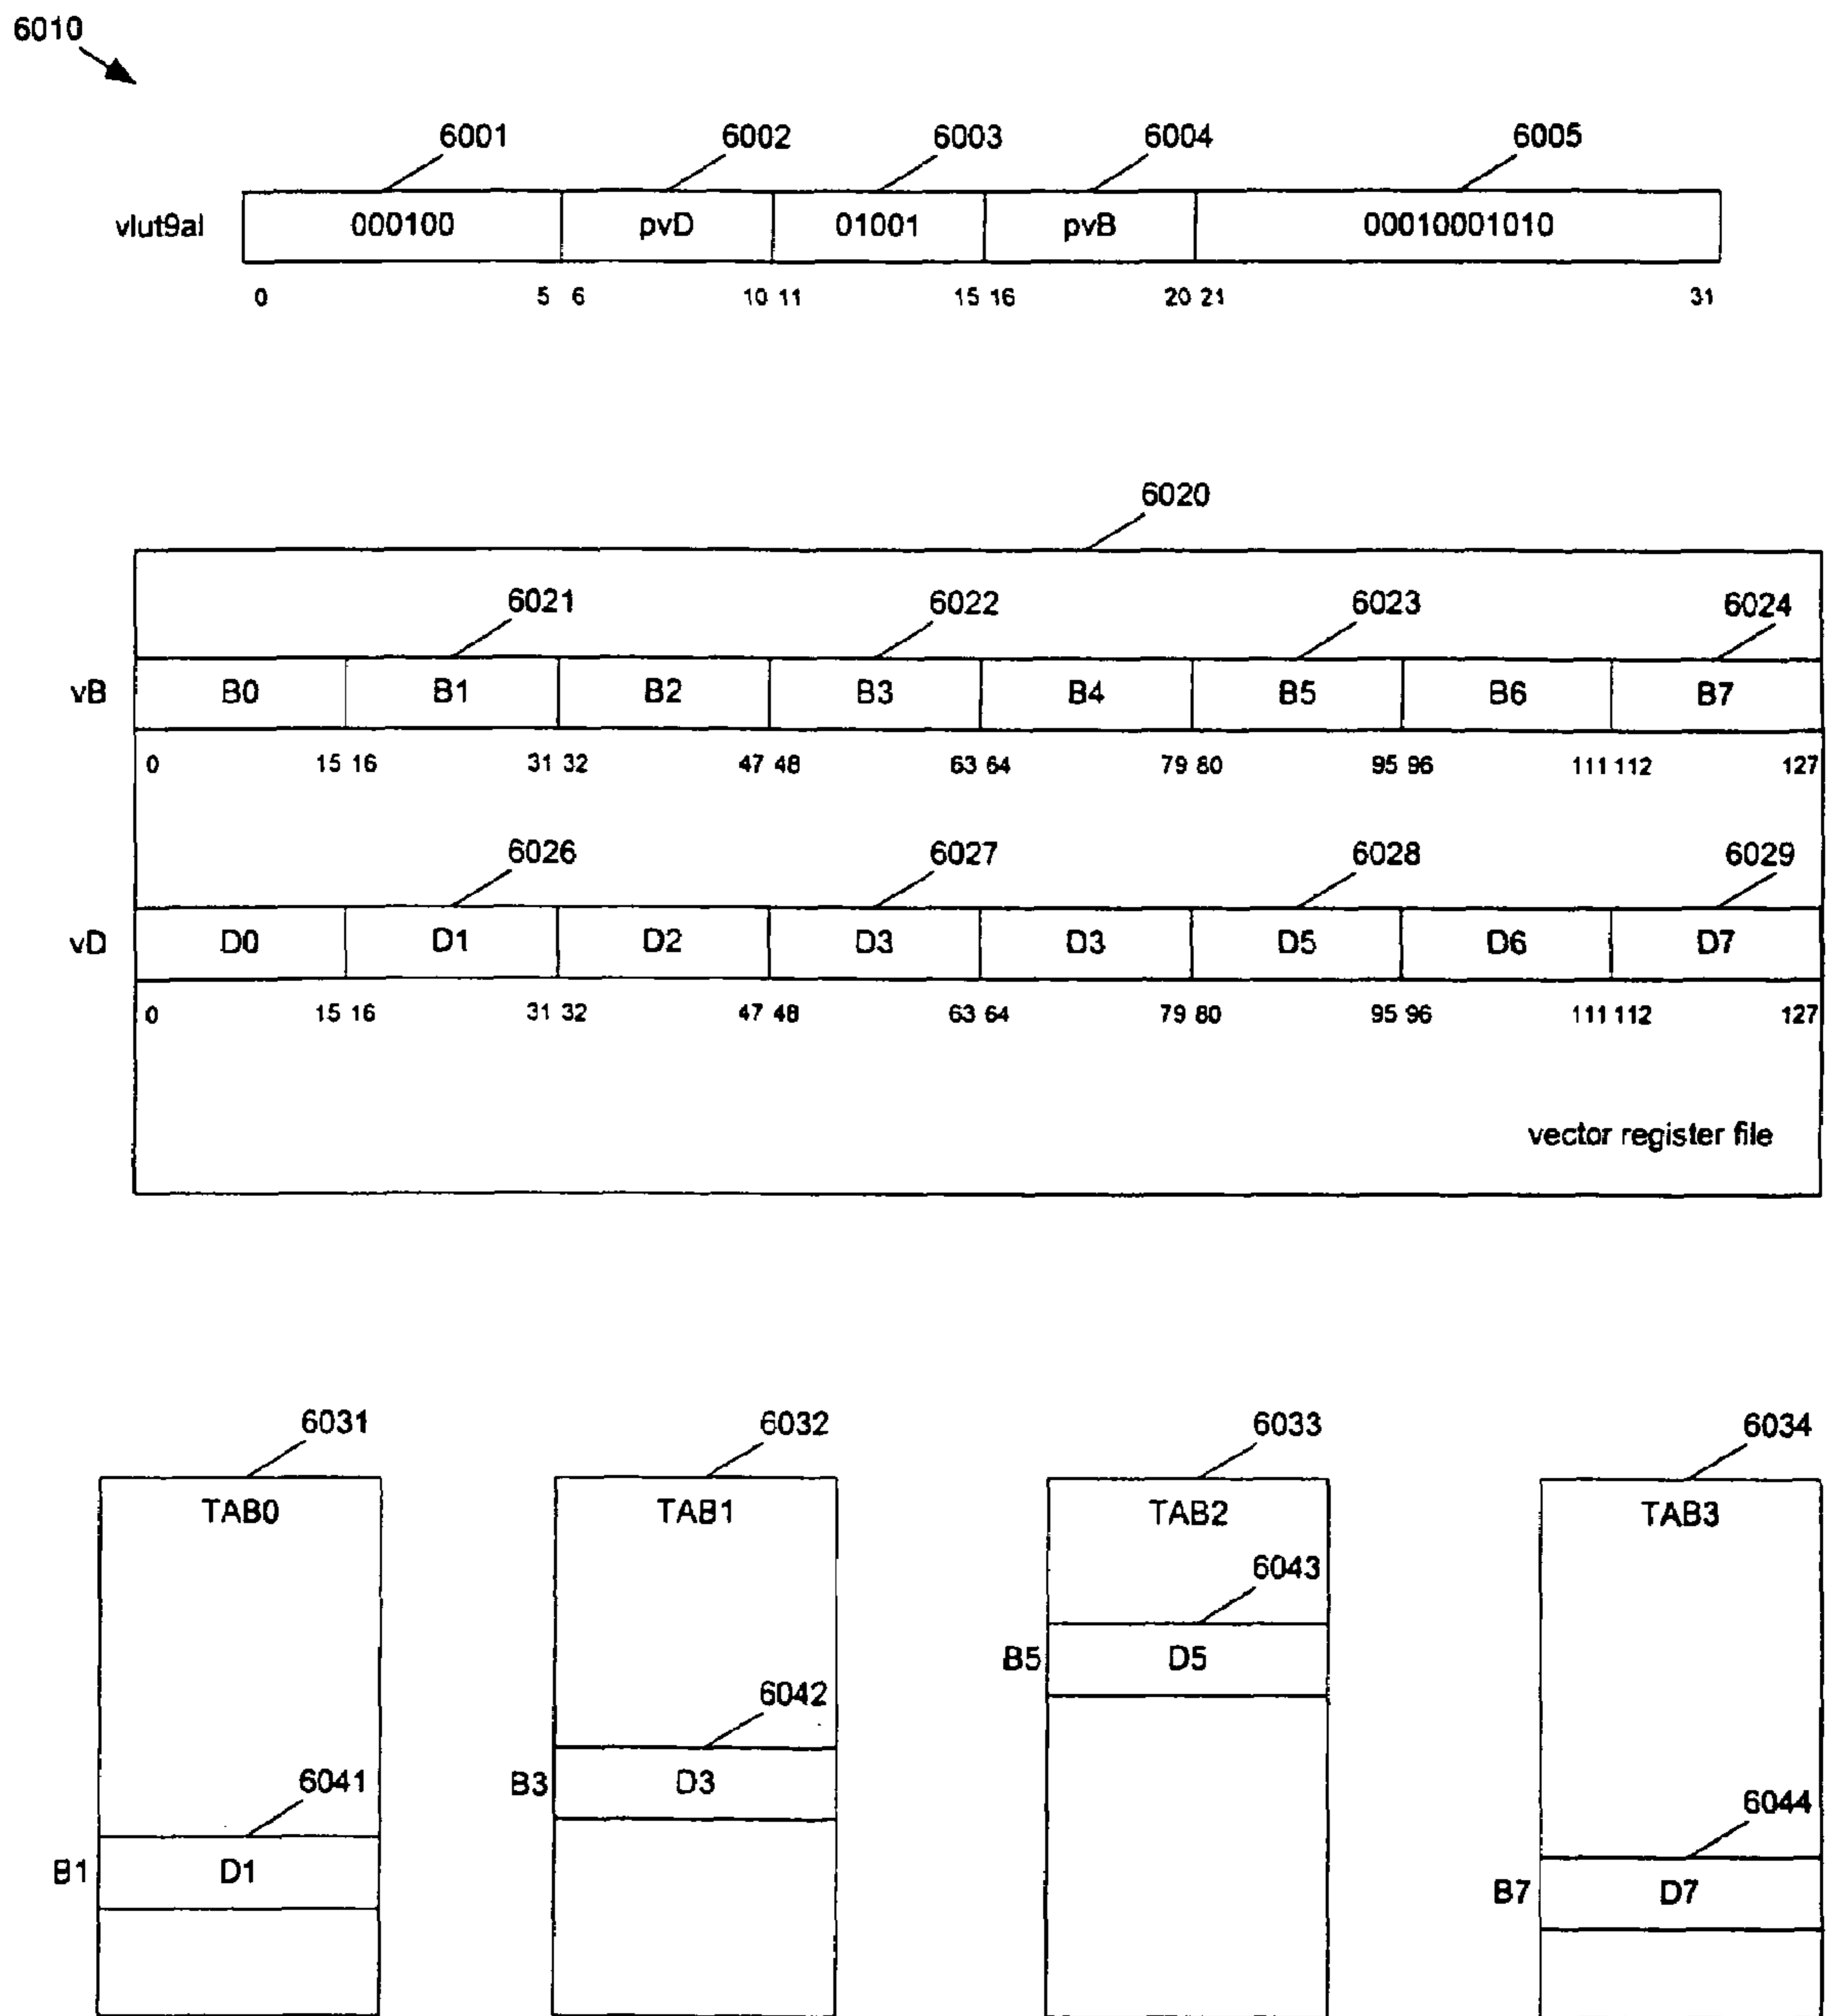 6010
6001 6002 6003 6004 6005
vlut9al 000100 pvD 01001 pvB 00010001010
0 5 6 10 11 15 16 20 21 31
6020
6021 6022 6023 6024
vB B0 B1 B2 B3 B4 B5 B6 B7
0 15 16 31 32 47 48 63 64 79 80 95 96 111 112 127
6026 6027 6028 6029
vD D0 D1 D2 D3 D3 D5 D6 D7
0 15 16 31 32 47 48 63 64 79 80 95 96 111 112 127
vector register file
6031 6032 6033 6034
TAB0 TAB1 TAB2 TAB3
6043
B5 D5
6042
B3 D3
6041 6044
B1 D1 B7 D7